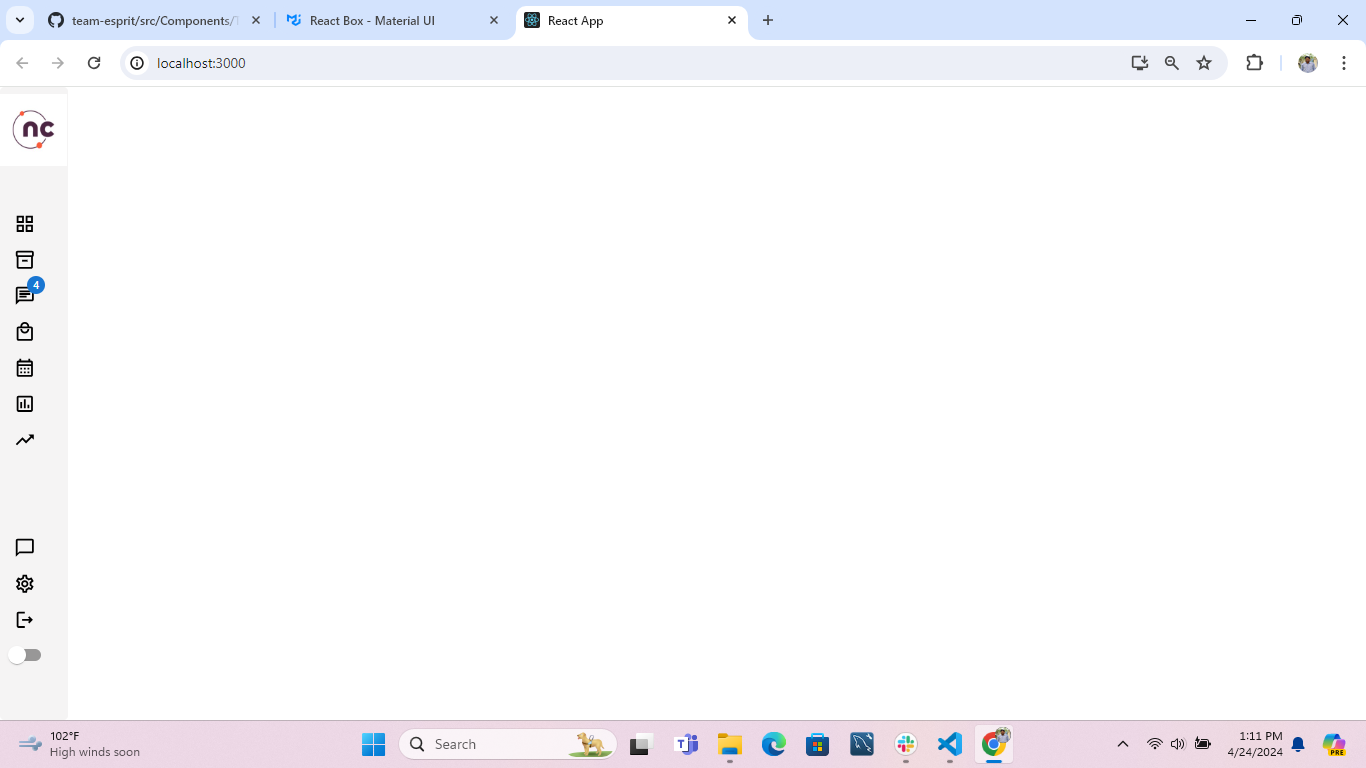 team-esprit/src/Components/T
React Box - Material UI
React App
localhost:3000
nc
4
102°F
High winds soon
Search
1:11 PM
4/24/2024
PRE